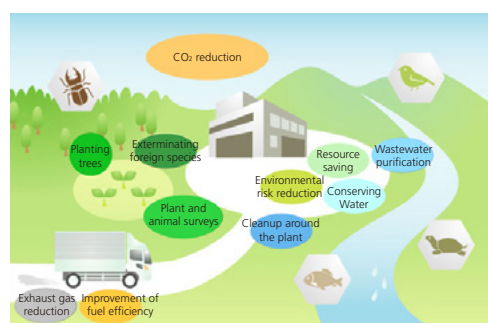 CO₂ reduction
Planting
trees
Exterminating
foreign species
Resource
saving
Wastewater
purification
Environmental
risk reduction
Conserving
Water
Plant and
animal surveys
Cleanup around
the plant
Exhaust gas
reduction
Improvement of
fuel efficiency